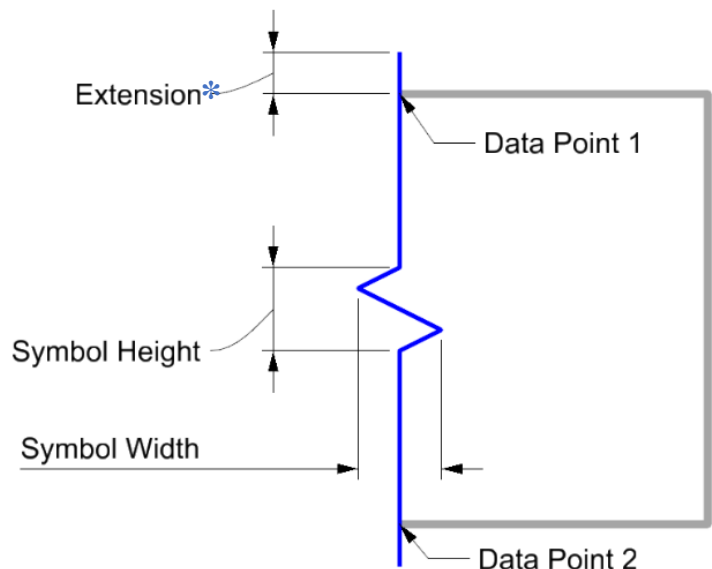 Extension*
Data Point 1
Symbol Height
Symbol Width
Data Point 2